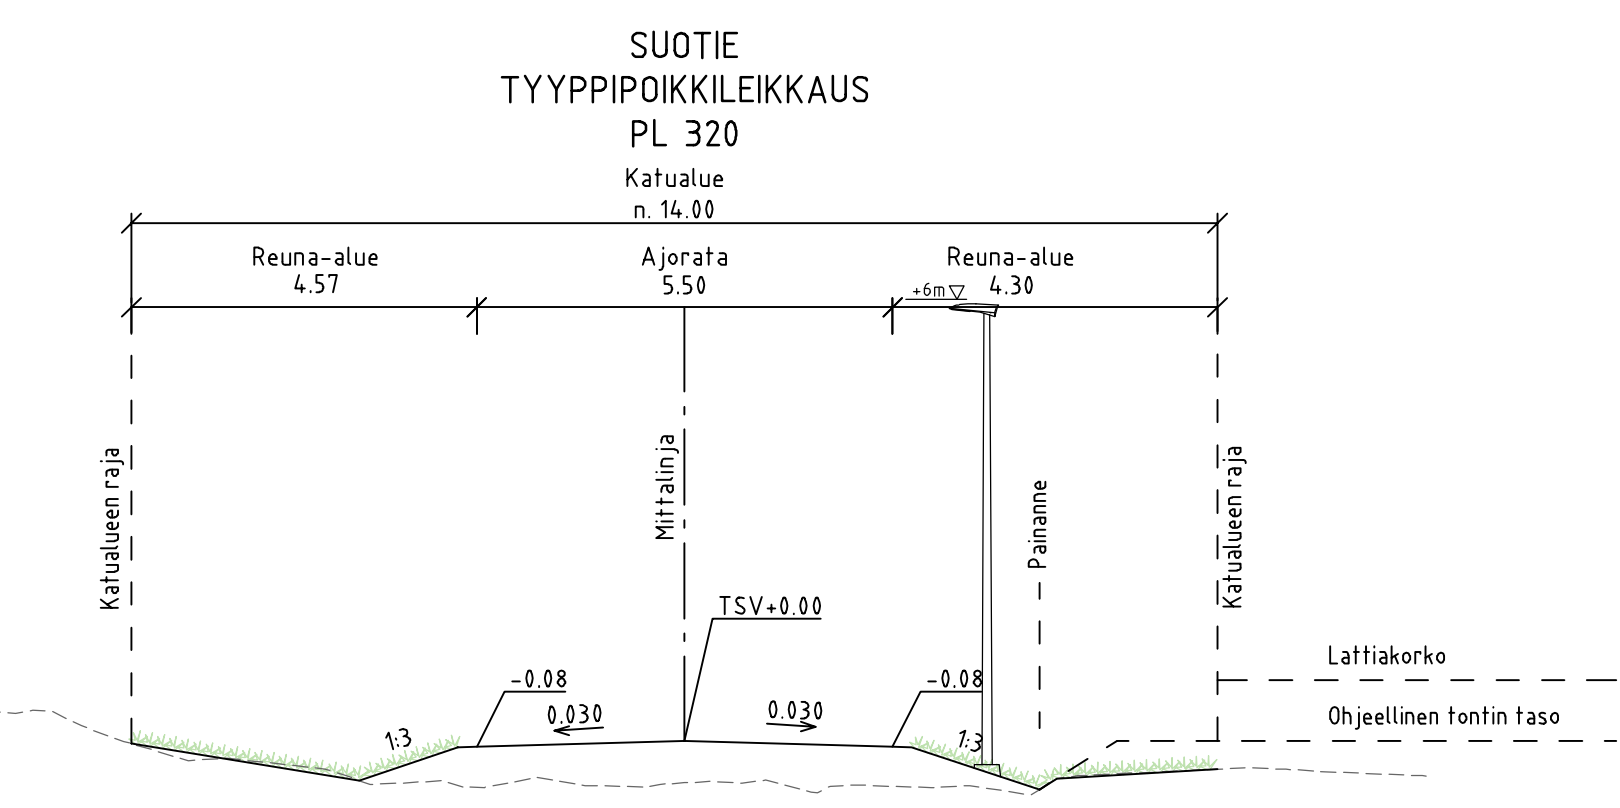 SUOTIE
TYYPPIPOIKKILEIKKAUS
PL 320
Katualue
n. 14.00
Reuna-alue
4.57
Ajorata
5.50
Reuna-alue
4.30
+6m
Katualueen raja
Mittalinja
Painanne
Katualueen raja
TSV+0.00
Lattiakorko
-0.08
-0.08
0.030
0.030
Ohjeellinen tontin taso
1:3
1:3